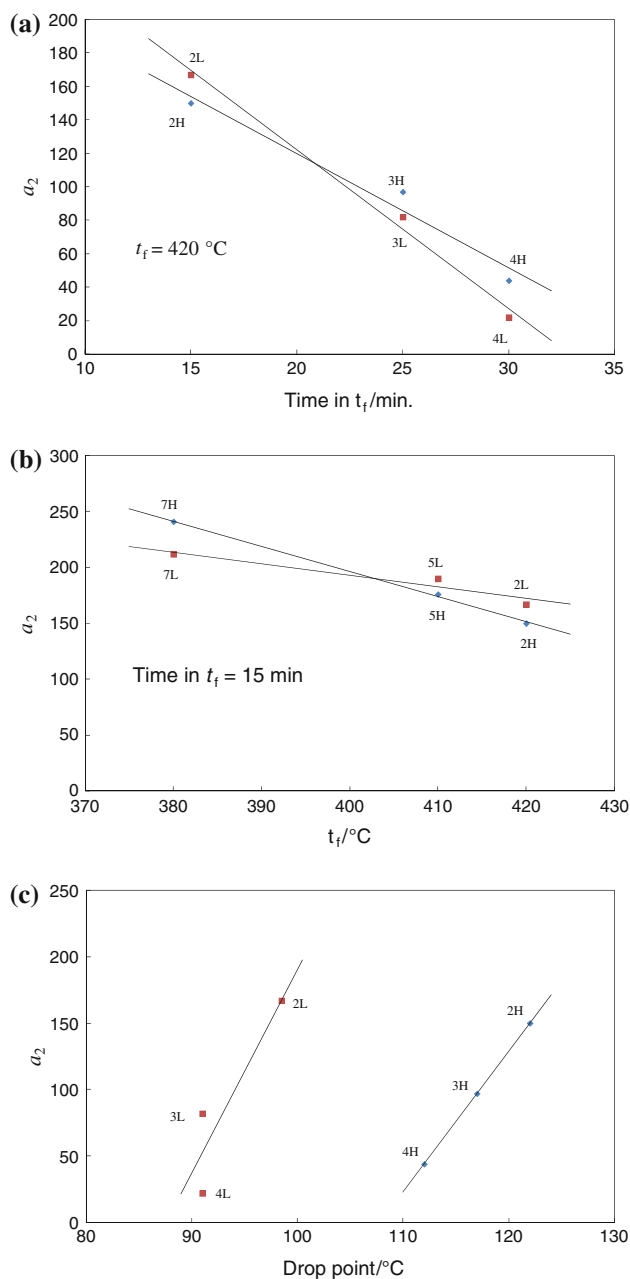 (a)
200
180
160
140
120
100
80
60
40
20
0
a2
2L
2H
3H
3L
4H
4L
tf = 420 °C
10 15 20 25 30 35
Time in tf/min.
(b)
300
250
200
150
100
50
0
a2
7H
7L
5L
5H
2L
2H
Time in tf = 15 min
370 380 390 400 410 420 430
tf/°C
(c)
250
200
150
100
50
0
a2
2L
3L
4L
2H
3H
4H
80 90 100 110 120 130
Drop point/°C